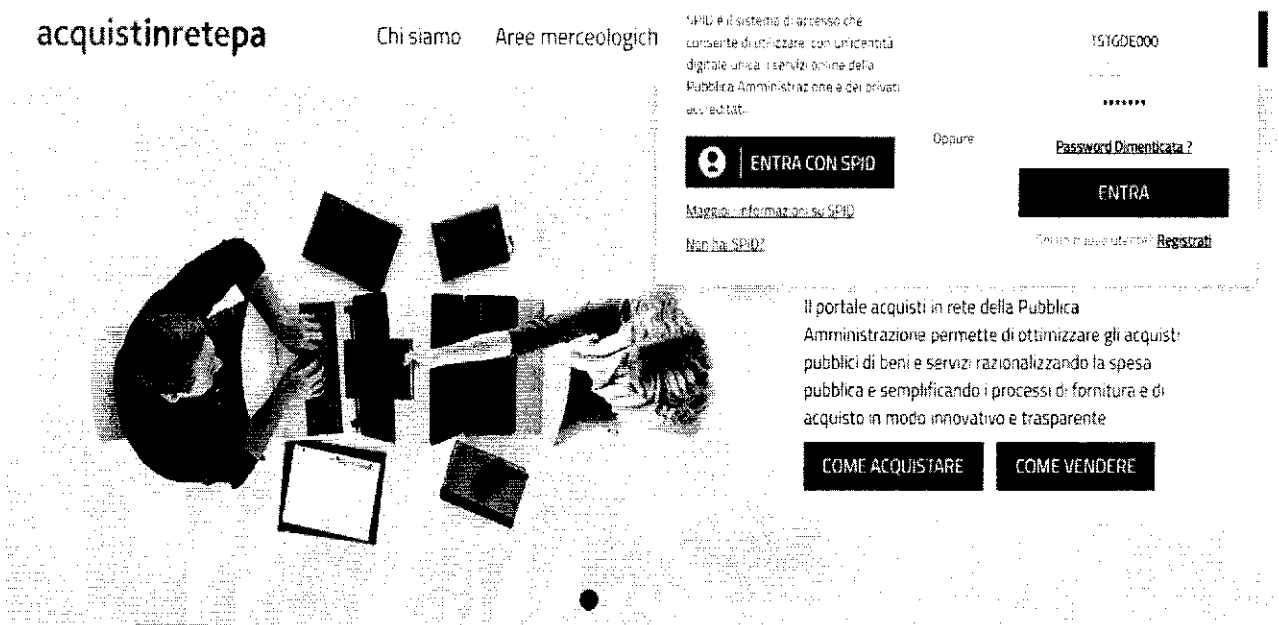 acquistinretepa
Chi siamo
Aree merceologich
SPID è il sistema di accesso che
consente di utilizzare, con un'identità
digitale unica, i servizi online della
Pubblica Amministrazione e dei privati
accreditati.
ENTRA CON SPID
Maggiori informazioni su SPID
Non hai SPID?
Oppure
•••••••
Password Dimenticata ?
ENTRA
Registrati
Il portale acquisti in rete della Pubblica
Amministrazione permette di ottimizzare gli acquisti
pubblici di beni e servizi razionalizzando la spesa
pubblica e semplificando i processi di fornitura e di
acquisto in modo innovativo e trasparente
COME ACQUISTARE
COME VENDERE